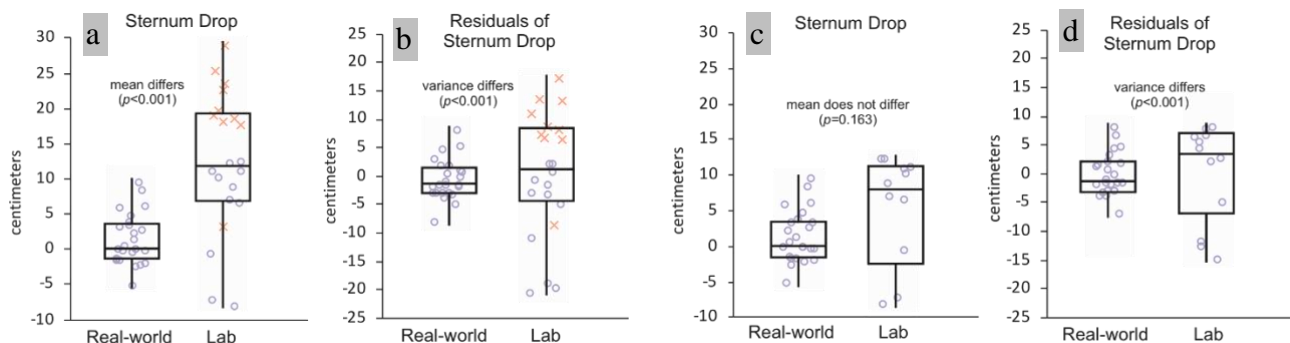 a
Sternum Drop
30
25
20
15
10
5
0
-5
-10
centimeters
mean differs
(p<0.001)
Real-world
Lab
b
Residuals of
Sternum Drop
25
20
15
10
5
0
-5
-10
-15
-20
-25
variance differs
(p<0.001)
Real-world
Lab
c
Sternum Drop
30
25
20
15
10
5
0
-5
-10
centimeters
mean does not differ
(p=0.163)
Real-world
Lab
d
Residuals of
Sternum Drop
25
20
15
10
5
0
-5
-10
-15
-20
-25
centimeters
variance differs
(p<0.001)
Real-world
Lab